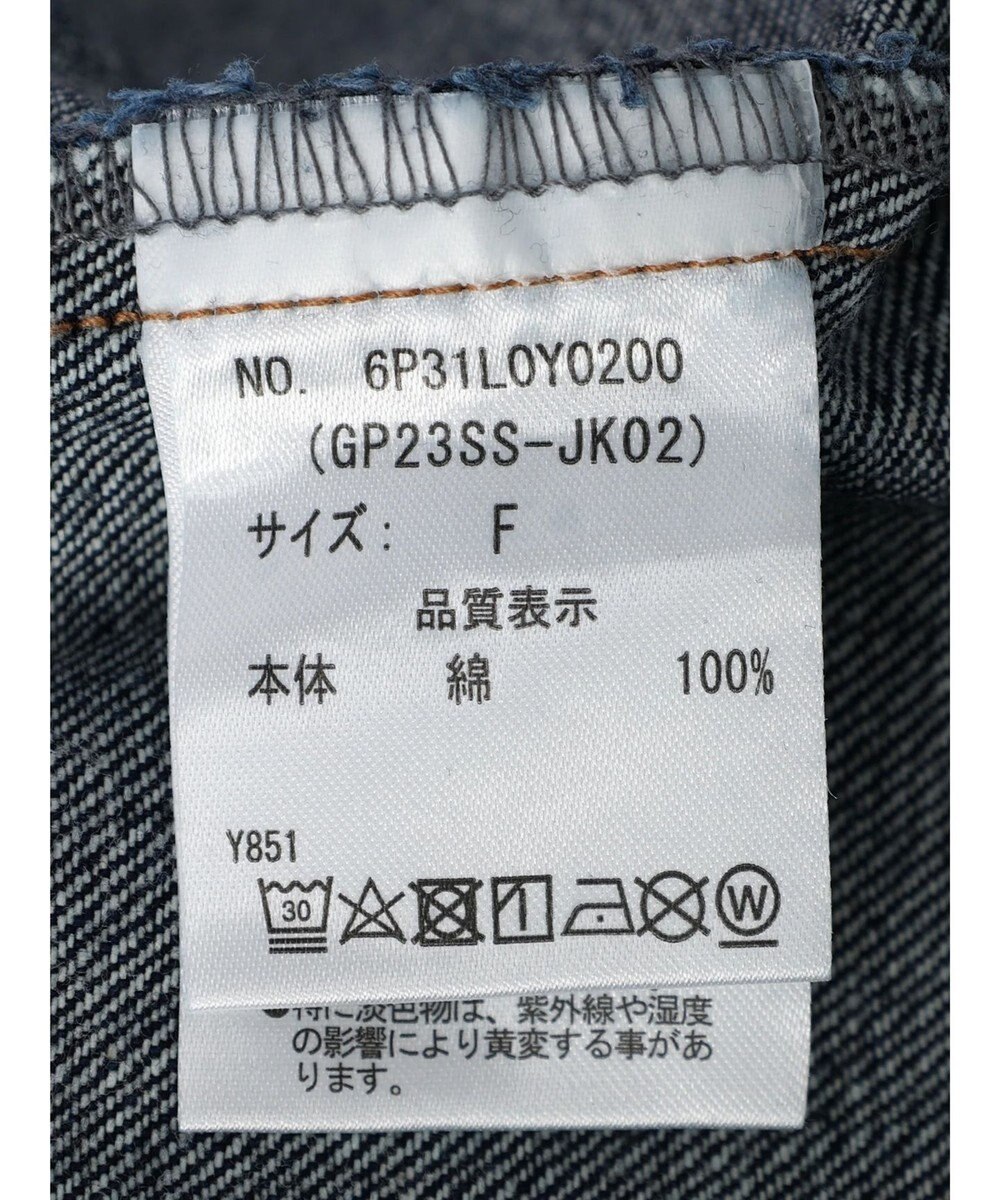 NO. 6P31L0Y0200
(GP23SS-JK02)
サイズ: F
品質表示
本体 綿 100%
Y851
30 W
●特に淡色物は、紫外線や湿度
の影響により黄変する事があ
ります。